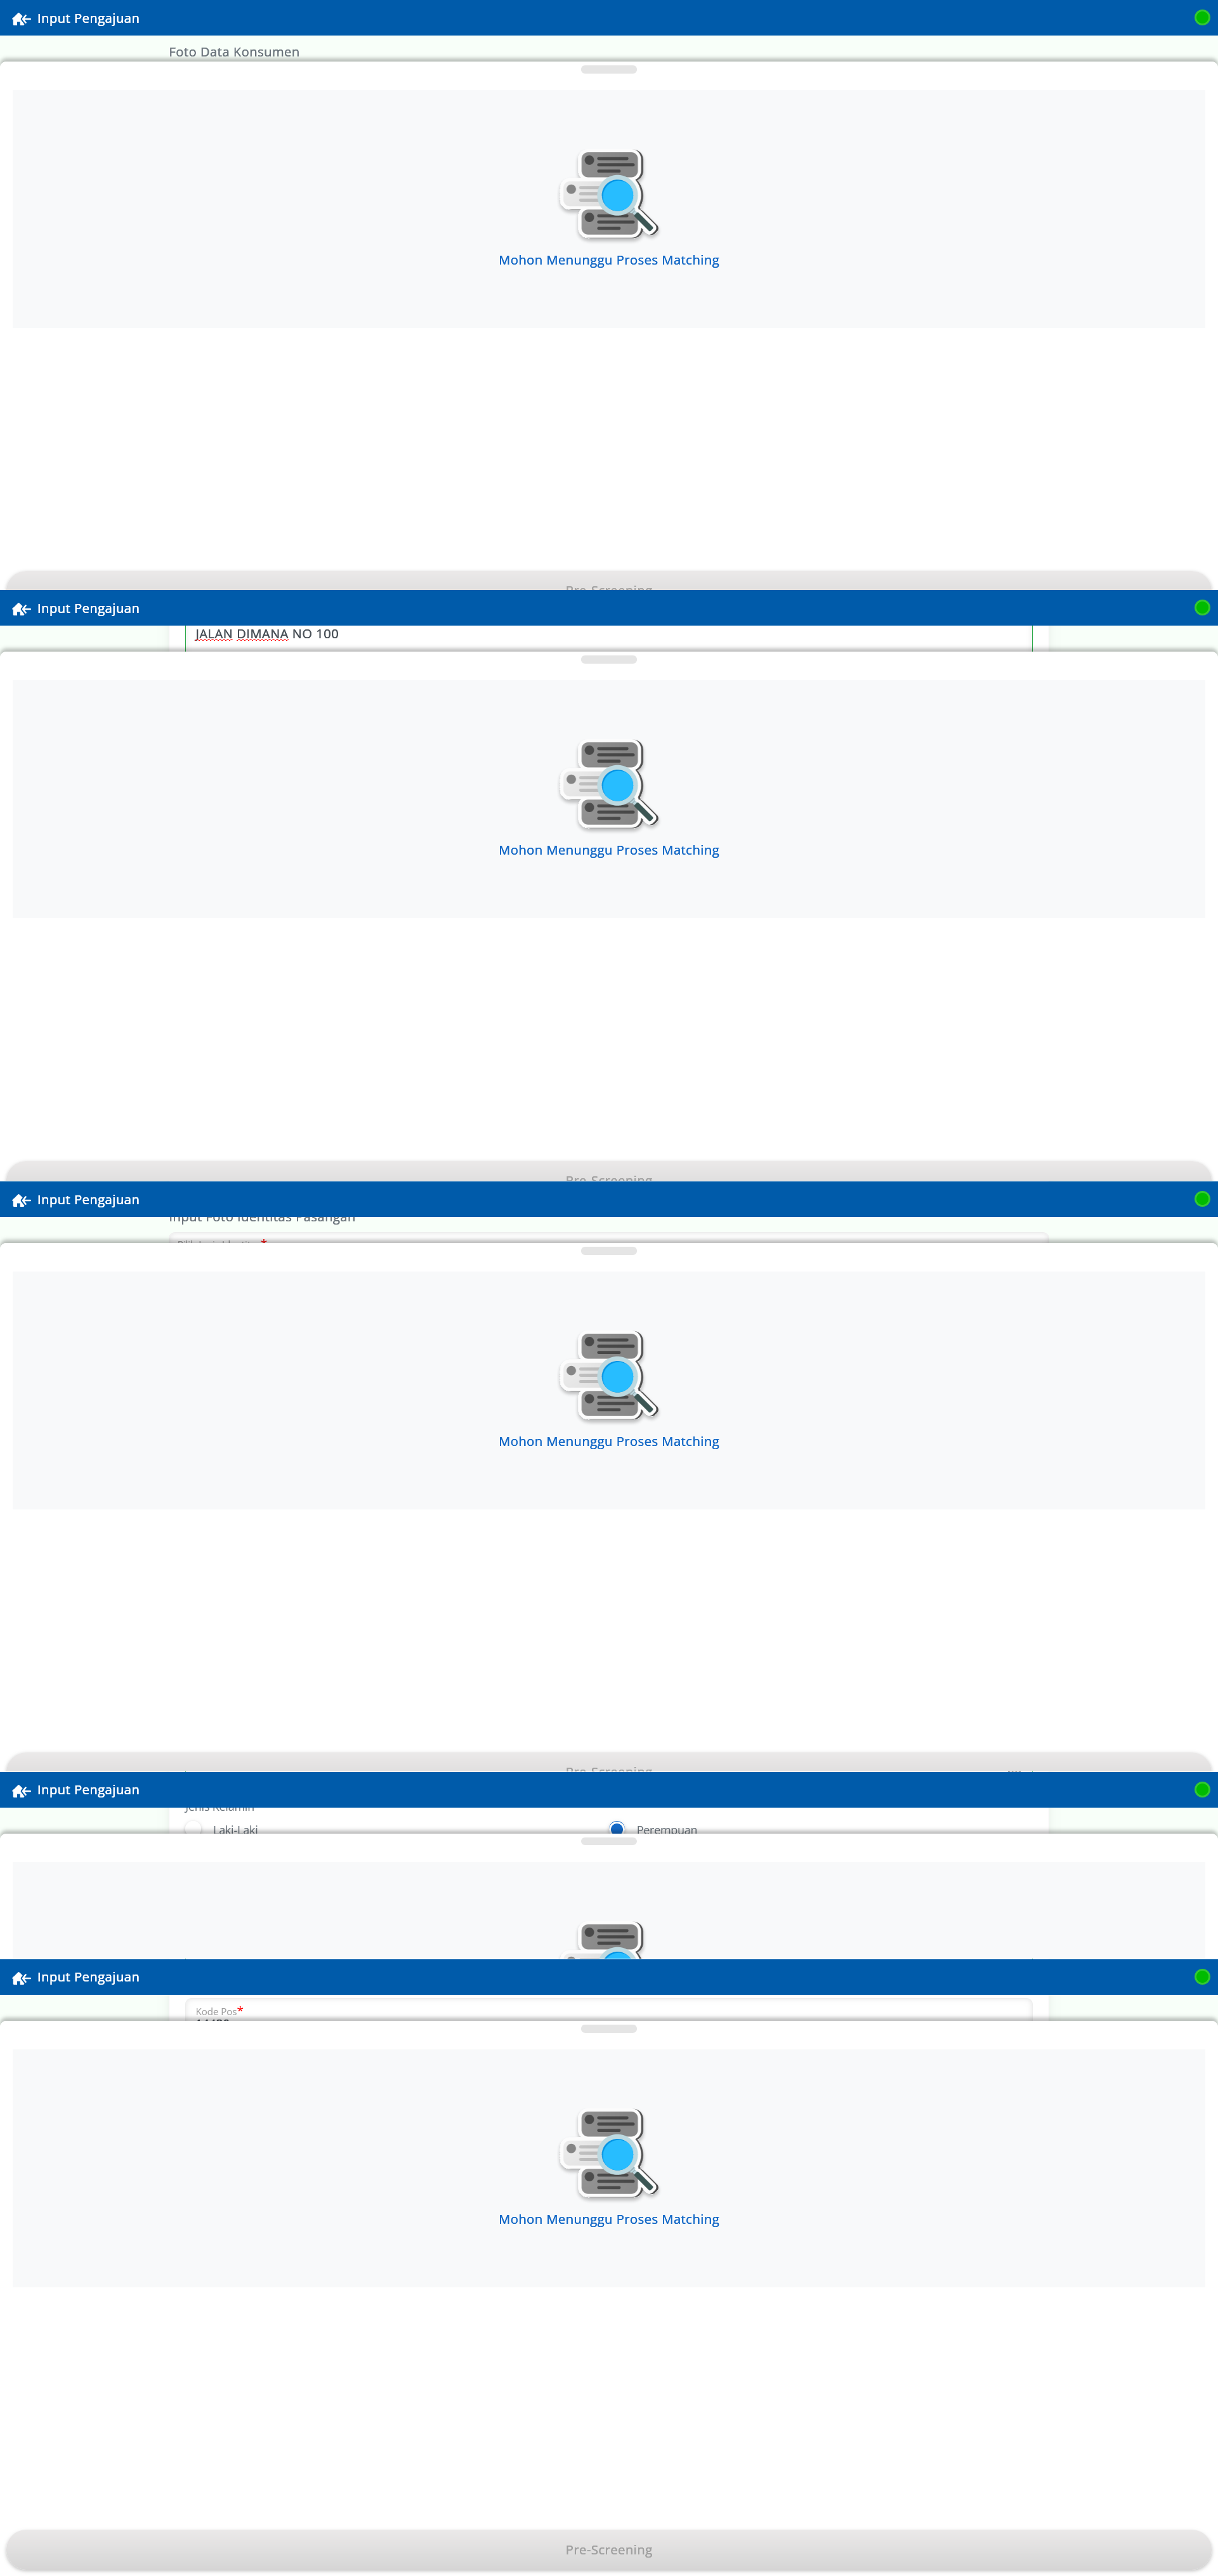 Input Pengajuan
Foto Data Konsumen
Mohon Menunggu Proses Matching
Pre-Screening
Input Pengajuan
JALAN DIMANA NO 100
Mohon Menunggu Proses Matching
Pre-Screening
Input Pengajuan
Input Foto Identitas Pasangan
Mohon Menunggu Proses Matching
Pre-Screening
Input Pengajuan
Jenis Kelamin
Laki-Laki
Perempuan
Input Pengajuan
Kode Pos*
Mohon Menunggu Proses Matching
Pre-Screening